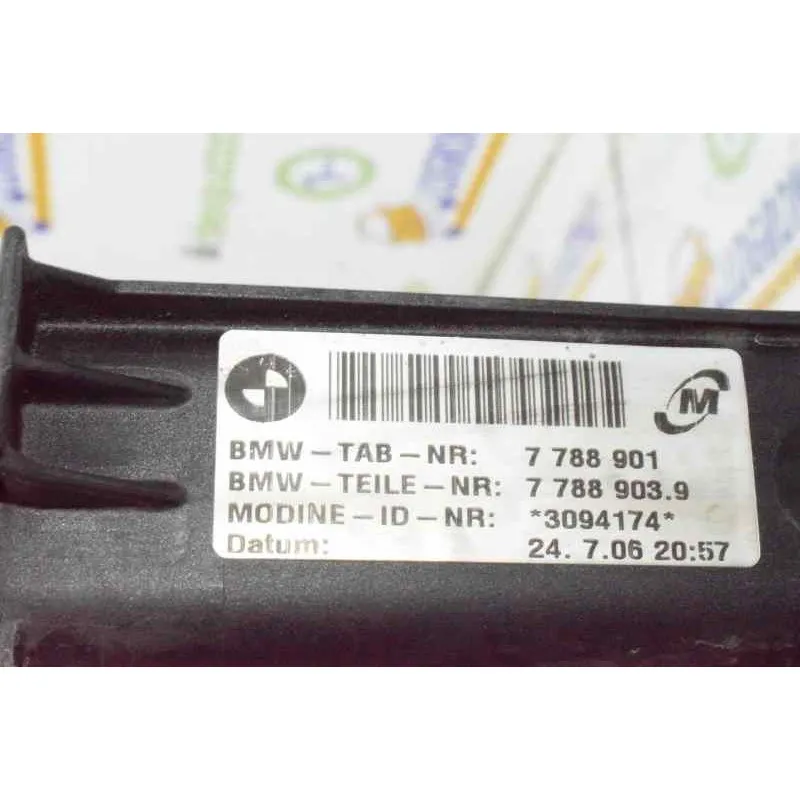 M
BMW-TAB-NR: 7 788 901
BMW-TEILE-NR: 7 788 903.9
MODINE-ID-NR: *3094174*
Datum: 24. 7.06 20:57